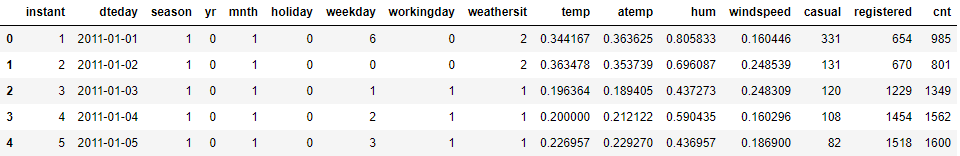 instant dteday season yr mnth holiday weekday workingday weathersit temp atemp hum windspeed casual registered cnt
0 1 2011-01-01 1 0 1 0 6 0 2 0.344167 0.363625 0.805833 0.160446 331 654 985
1 2 2011-01-02 1 0 1 0 0 0 2 0.363478 0.353739 0.696087 0.248539 131 670 801
2 3 2011-01-03 1 0 1 0 1 1 1 0.196364 0.189405 0.437273 0.248309 120 1229 1349
3 4 2011-01-04 1 0 1 0 2 1 1 0.200000 0.212122 0.590435 0.160296 108 1454 1562
4 5 2011-01-05 1 0 1 0 3 1 1 0.226957 0.229270 0.436957 0.186900 82 1518 1600